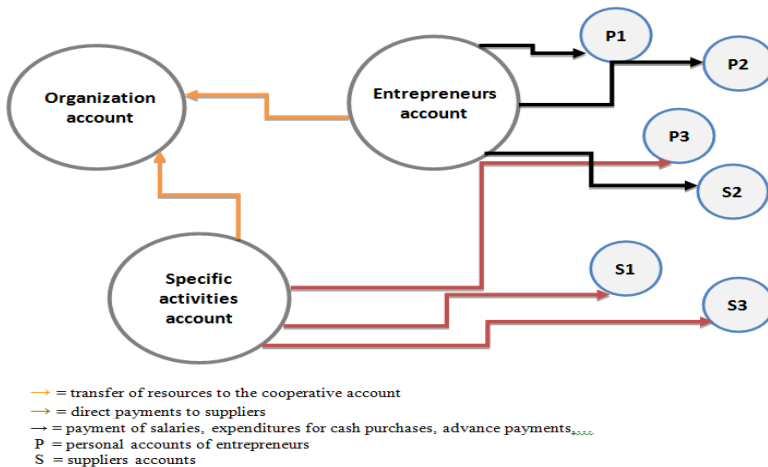 P1
P2
Organization
account
Entrepreneurs
account
P3
S2
Specific
activities
account
S1
S3
→ = transfer of resources to the cooperative account
→ = direct payments to suppliers
→ = payment of salaries, expenditures for cash purchases, advance payments,...
P = personal accounts of entrepreneurs
S = suppliers accounts